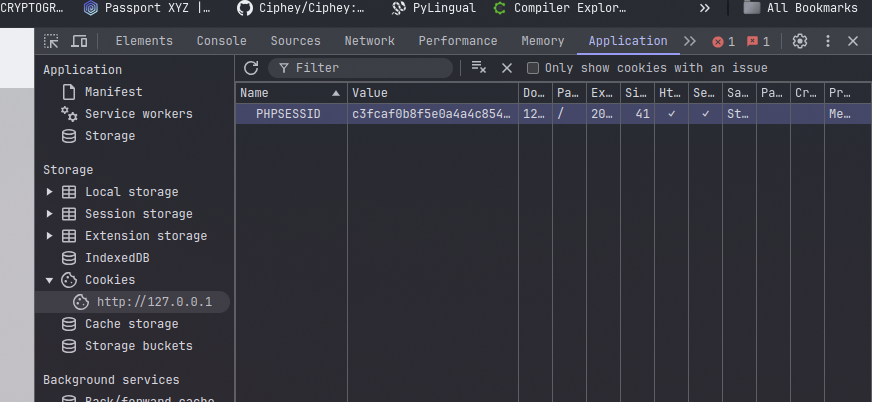 CRYPTOGR… Passport XYZ |… Ciphey/Ciphey:… PyLingual Compiler Explor… » All Bookmarks
Elements Console Sources Network Performance Memory Application » 1 1
Application
Manifest
Service workers
Storage
Storage
Local storage
Session storage
Extension storage
IndexedDB
Cookies
http://127.0.0.1
Cache storage
Storage buckets
Background services
Back/forward cache
Filter Only show cookies with an issue
Name Value Do… Pa… Ex… Si… Ht… Se… Sa… Pa… Cr… Pr…
PHPSESSID c3fcaf0b8f5e0a4a4c854… 12… / 20… 41 ✓ ✓ St… Me…